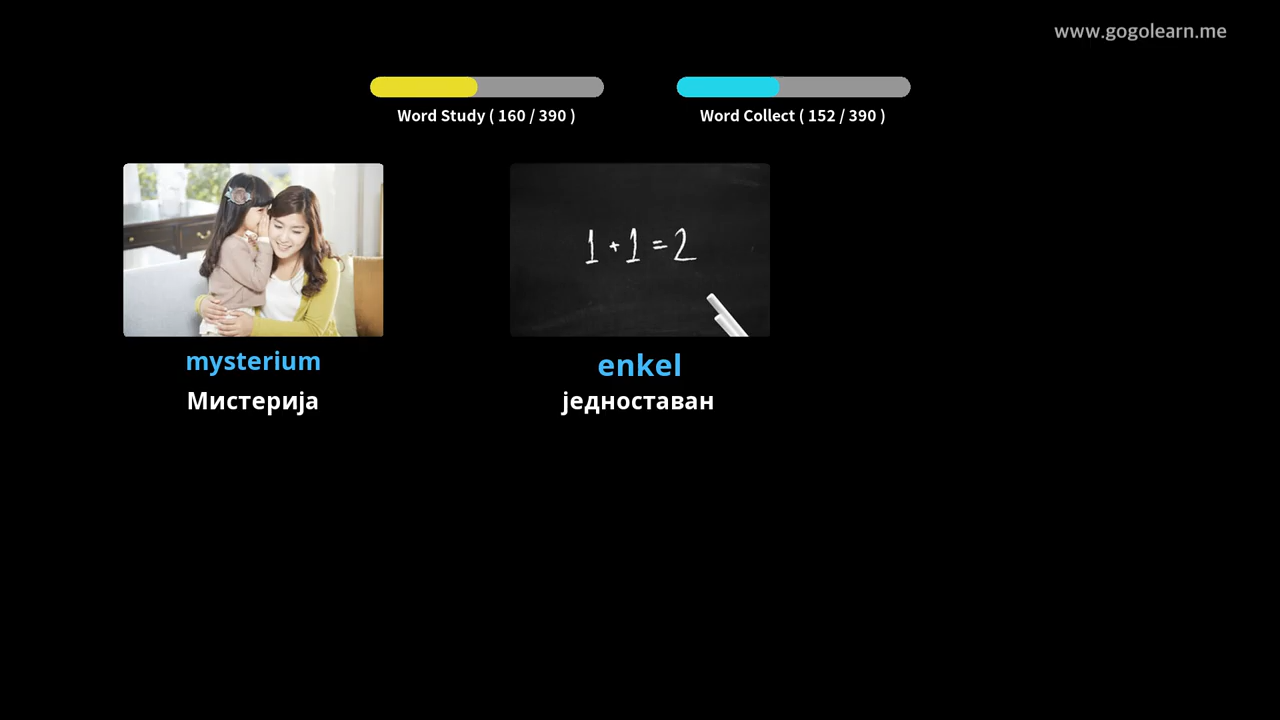 www.gogolearn.me
Word Study ( 160 / 390 )
Word Collect ( 152 / 390 )
1 + 1 = 2
mysterium
enkel
Мистерија
једноставан